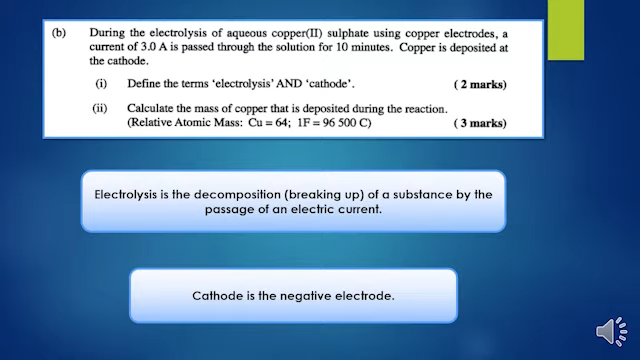 (b) During the electrolysis of aqueous copper(II) sulphate using copper electrodes, a
current of 3.0 A is passed through the solution for 10 minutes. Copper is deposited at
the cathode.
(i) Define the terms ‘electrolysis’ AND ‘cathode’. ( 2 marks)
(ii) Calculate the mass of copper that is deposited during the reaction.
(Relative Atomic Mass: Cu = 64; 1F = 96 500 C) ( 3 marks)
Electrolysis is the decomposition (breaking up) of a substance by the
passage of an electric current.
Cathode is the negative electrode.